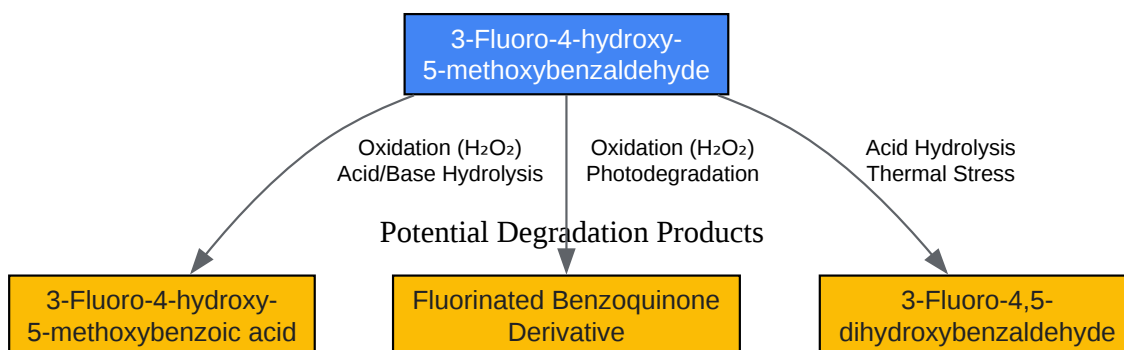 3-Fluoro-4-hydroxy-
5-methoxybenzaldehyde
Oxidation (H₂O₂)
Acid/Base Hydrolysis
Oxidation (H₂O₂)
Photodegradation
Acid Hydrolysis
Thermal Stress
Potential Degradation Products
3-Fluoro-4-hydroxy-
5-methoxybenzoic acid
Fluorinated Benzoquinone
Derivative
3-Fluoro-4,5-
dihydroxybenzaldehyde